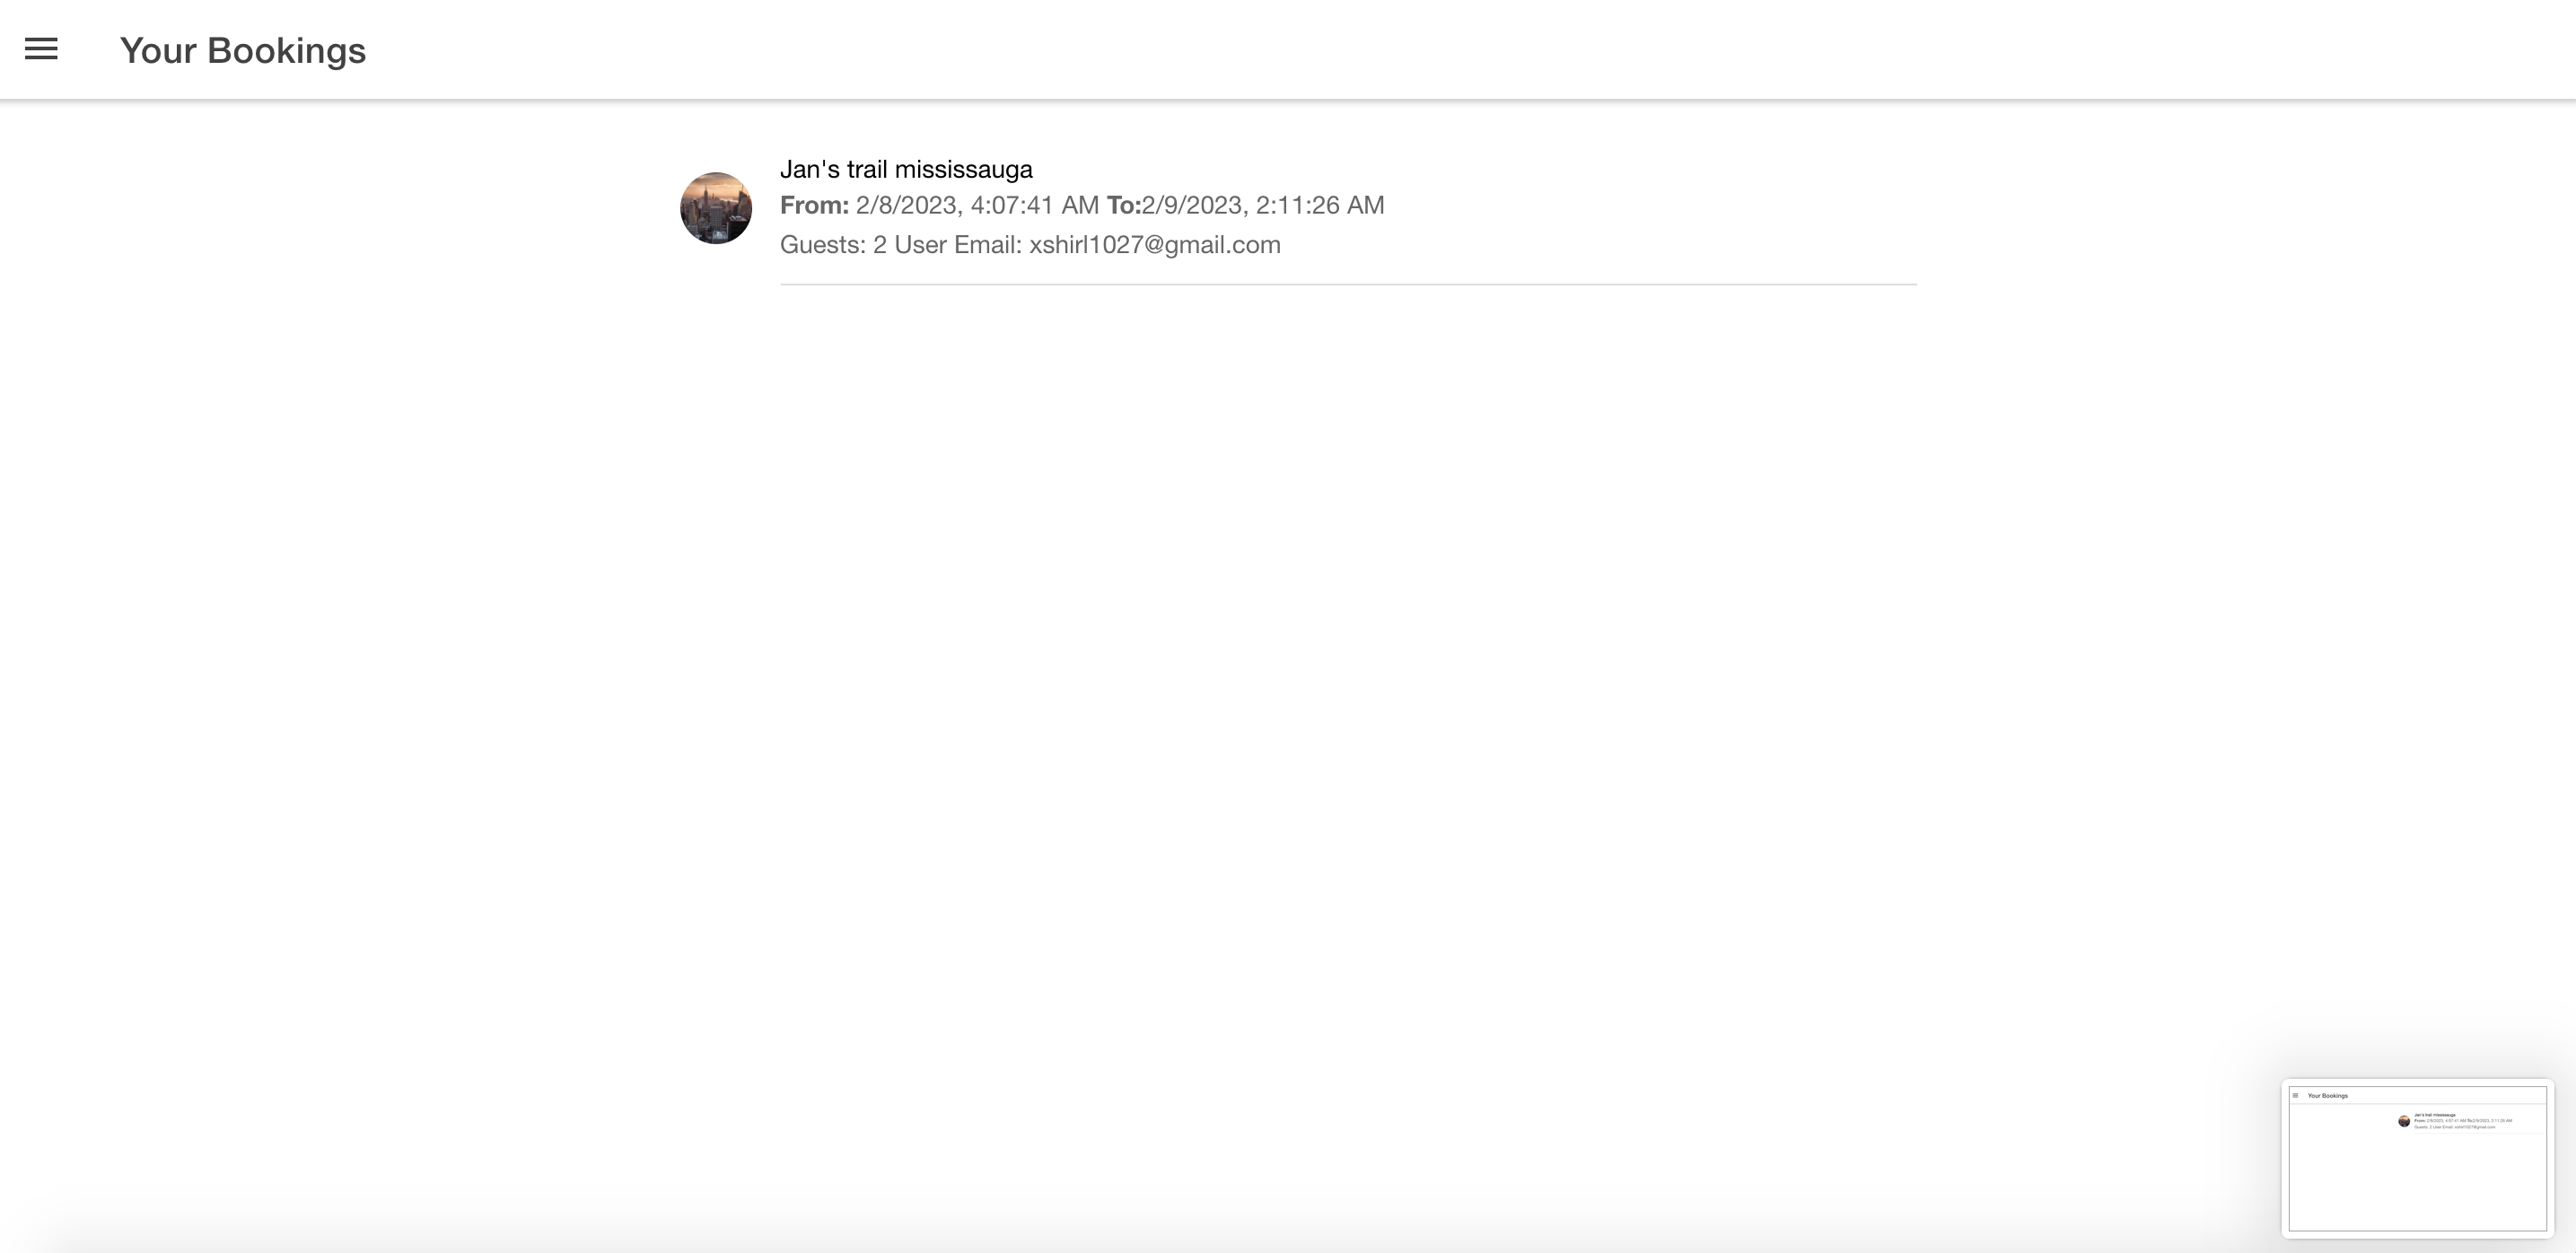 Your Bookings
Jan's trail mississauga
From: 2/8/2023, 4:07:41 AM To:2/9/2023, 2:11:26 AM
Guests: 2 User Email: xshirl1027@gmail.com
Your Bookings
Jan's trail mississauga
From: 2/8/2023, 4:07:41 AM To:2/9/2023, 2:11:26 AM
Guests: 2 User Email: xshirl1027@gmail.com